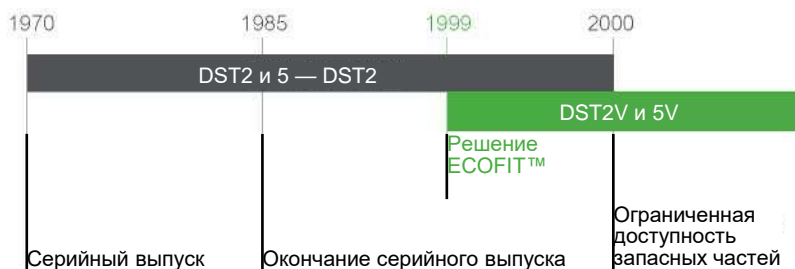 1970 1985 1999 2000
DST2 и 5 — DST2
DST2V и 5V
Решение
ECOFIT™
Серийный выпуск
Окончание серийного выпуска
Ограниченная
доступность
запасных частей